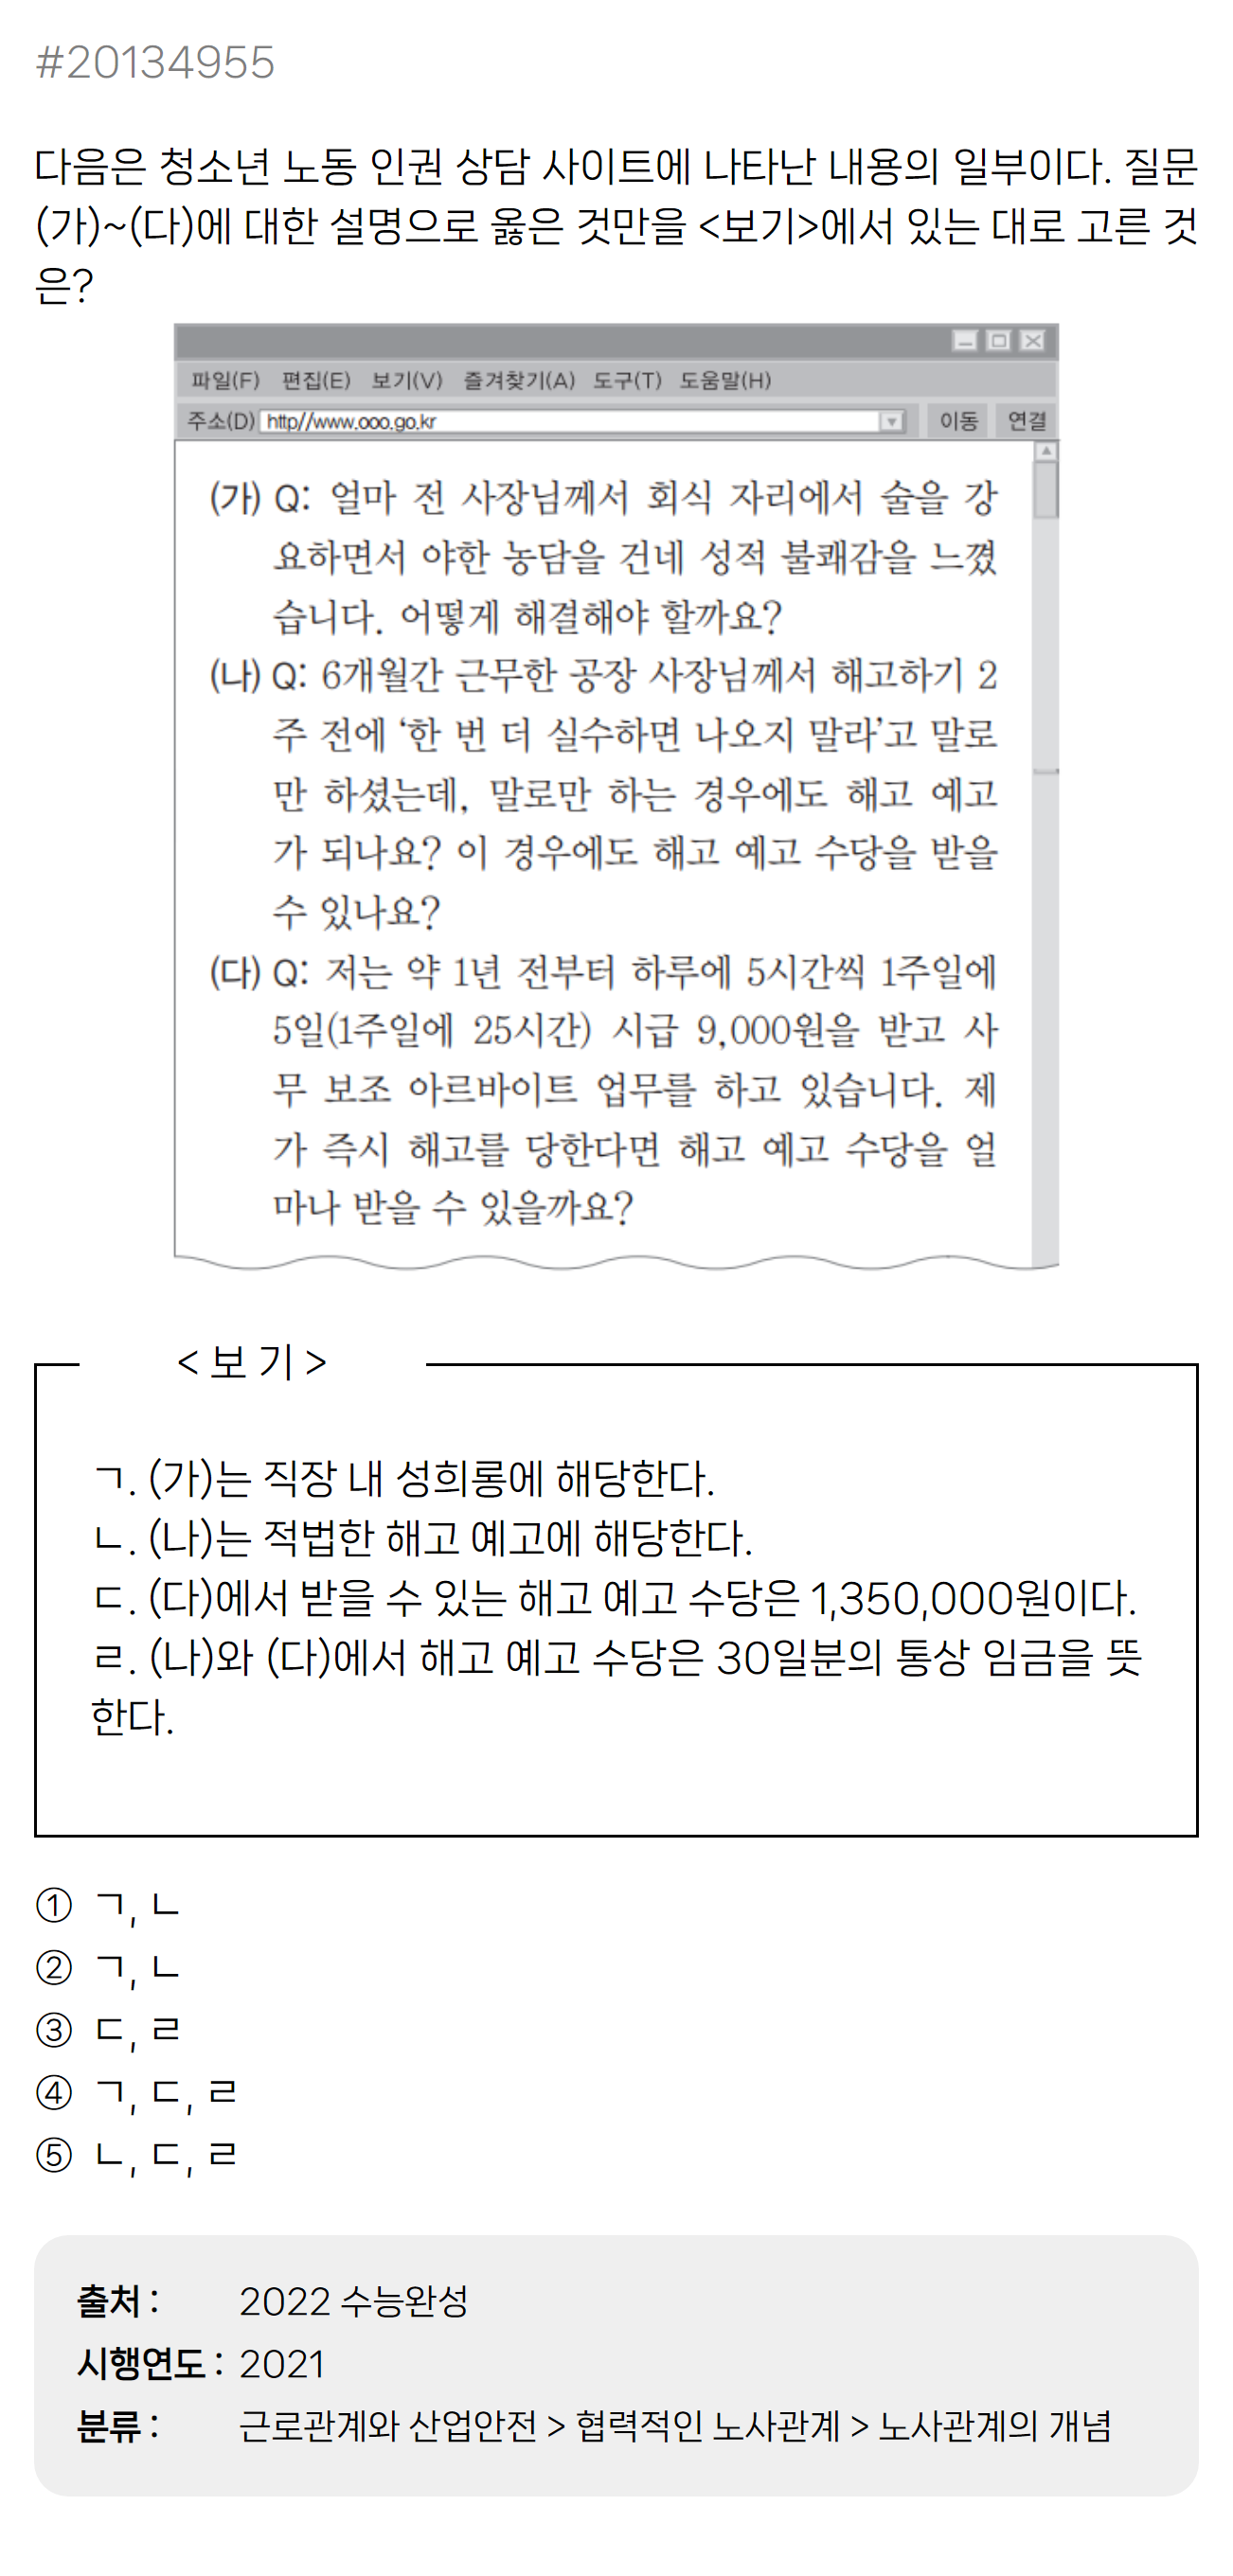 #20134955
다음은 청소년 노동 인권 상담 사이트에 나타난 내용의 일부이다. 질문
(가)~(다)에 대한 설명으로 옳은 것만을 <보기>에서 있는 대로 고른 것
은?
파일(F) 편집(E) 보기(V) 즐겨찾기(A) 도구(T) 도움말(H)
주소(D) http//www.ooo.go.kr 이동 연결
(가) Q: 얼마 전 사장님께서 회식 자리에서 술을 강
요하면서 야한 농담을 건네 성적 불쾌감을 느꼈
습니다. 어떻게 해결해야 할까요?
(나) Q: 6개월간 근무한 공장 사장님께서 해고하기 2
주 전에 ‘한 번 더 실수하면 나오지 말라’고 말로
만 하셨는데, 말로만 하는 경우에도 해고 예고
가 되나요? 이 경우에도 해고 예고 수당을 받을
수 있나요?
(다) Q: 저는 약 1년 전부터 하루에 5시간씩 1주일에
5일(1주일에 25시간) 시급 9,000원을 받고 사
무 보조 아르바이트 업무를 하고 있습니다. 제
가 즉시 해고를 당한다면 해고 예고 수당을 얼
마나 받을 수 있을까요?
< 보 기 >
ㄱ. (가)는 직장 내 성희롱에 해당한다.
ㄴ. (나)는 적법한 해고 예고에 해당한다.
ㄷ. (다)에서 받을 수 있는 해고 예고 수당은 1,350,000원이다.
ㄹ. (나)와 (다)에서 해고 예고 수당은 30일분의 통상 임금을 뜻
한다.
① ㄱ, ㄴ
② ㄱ, ㄴ
③ ㄷ, ㄹ
④ ㄱ, ㄷ, ㄹ
⑤ ㄴ, ㄷ, ㄹ
출처 : 2022 수능완성
시행연도 : 2021
분류 : 근로관계와 산업안전 > 협력적인 노사관계 > 노사관계의 개념